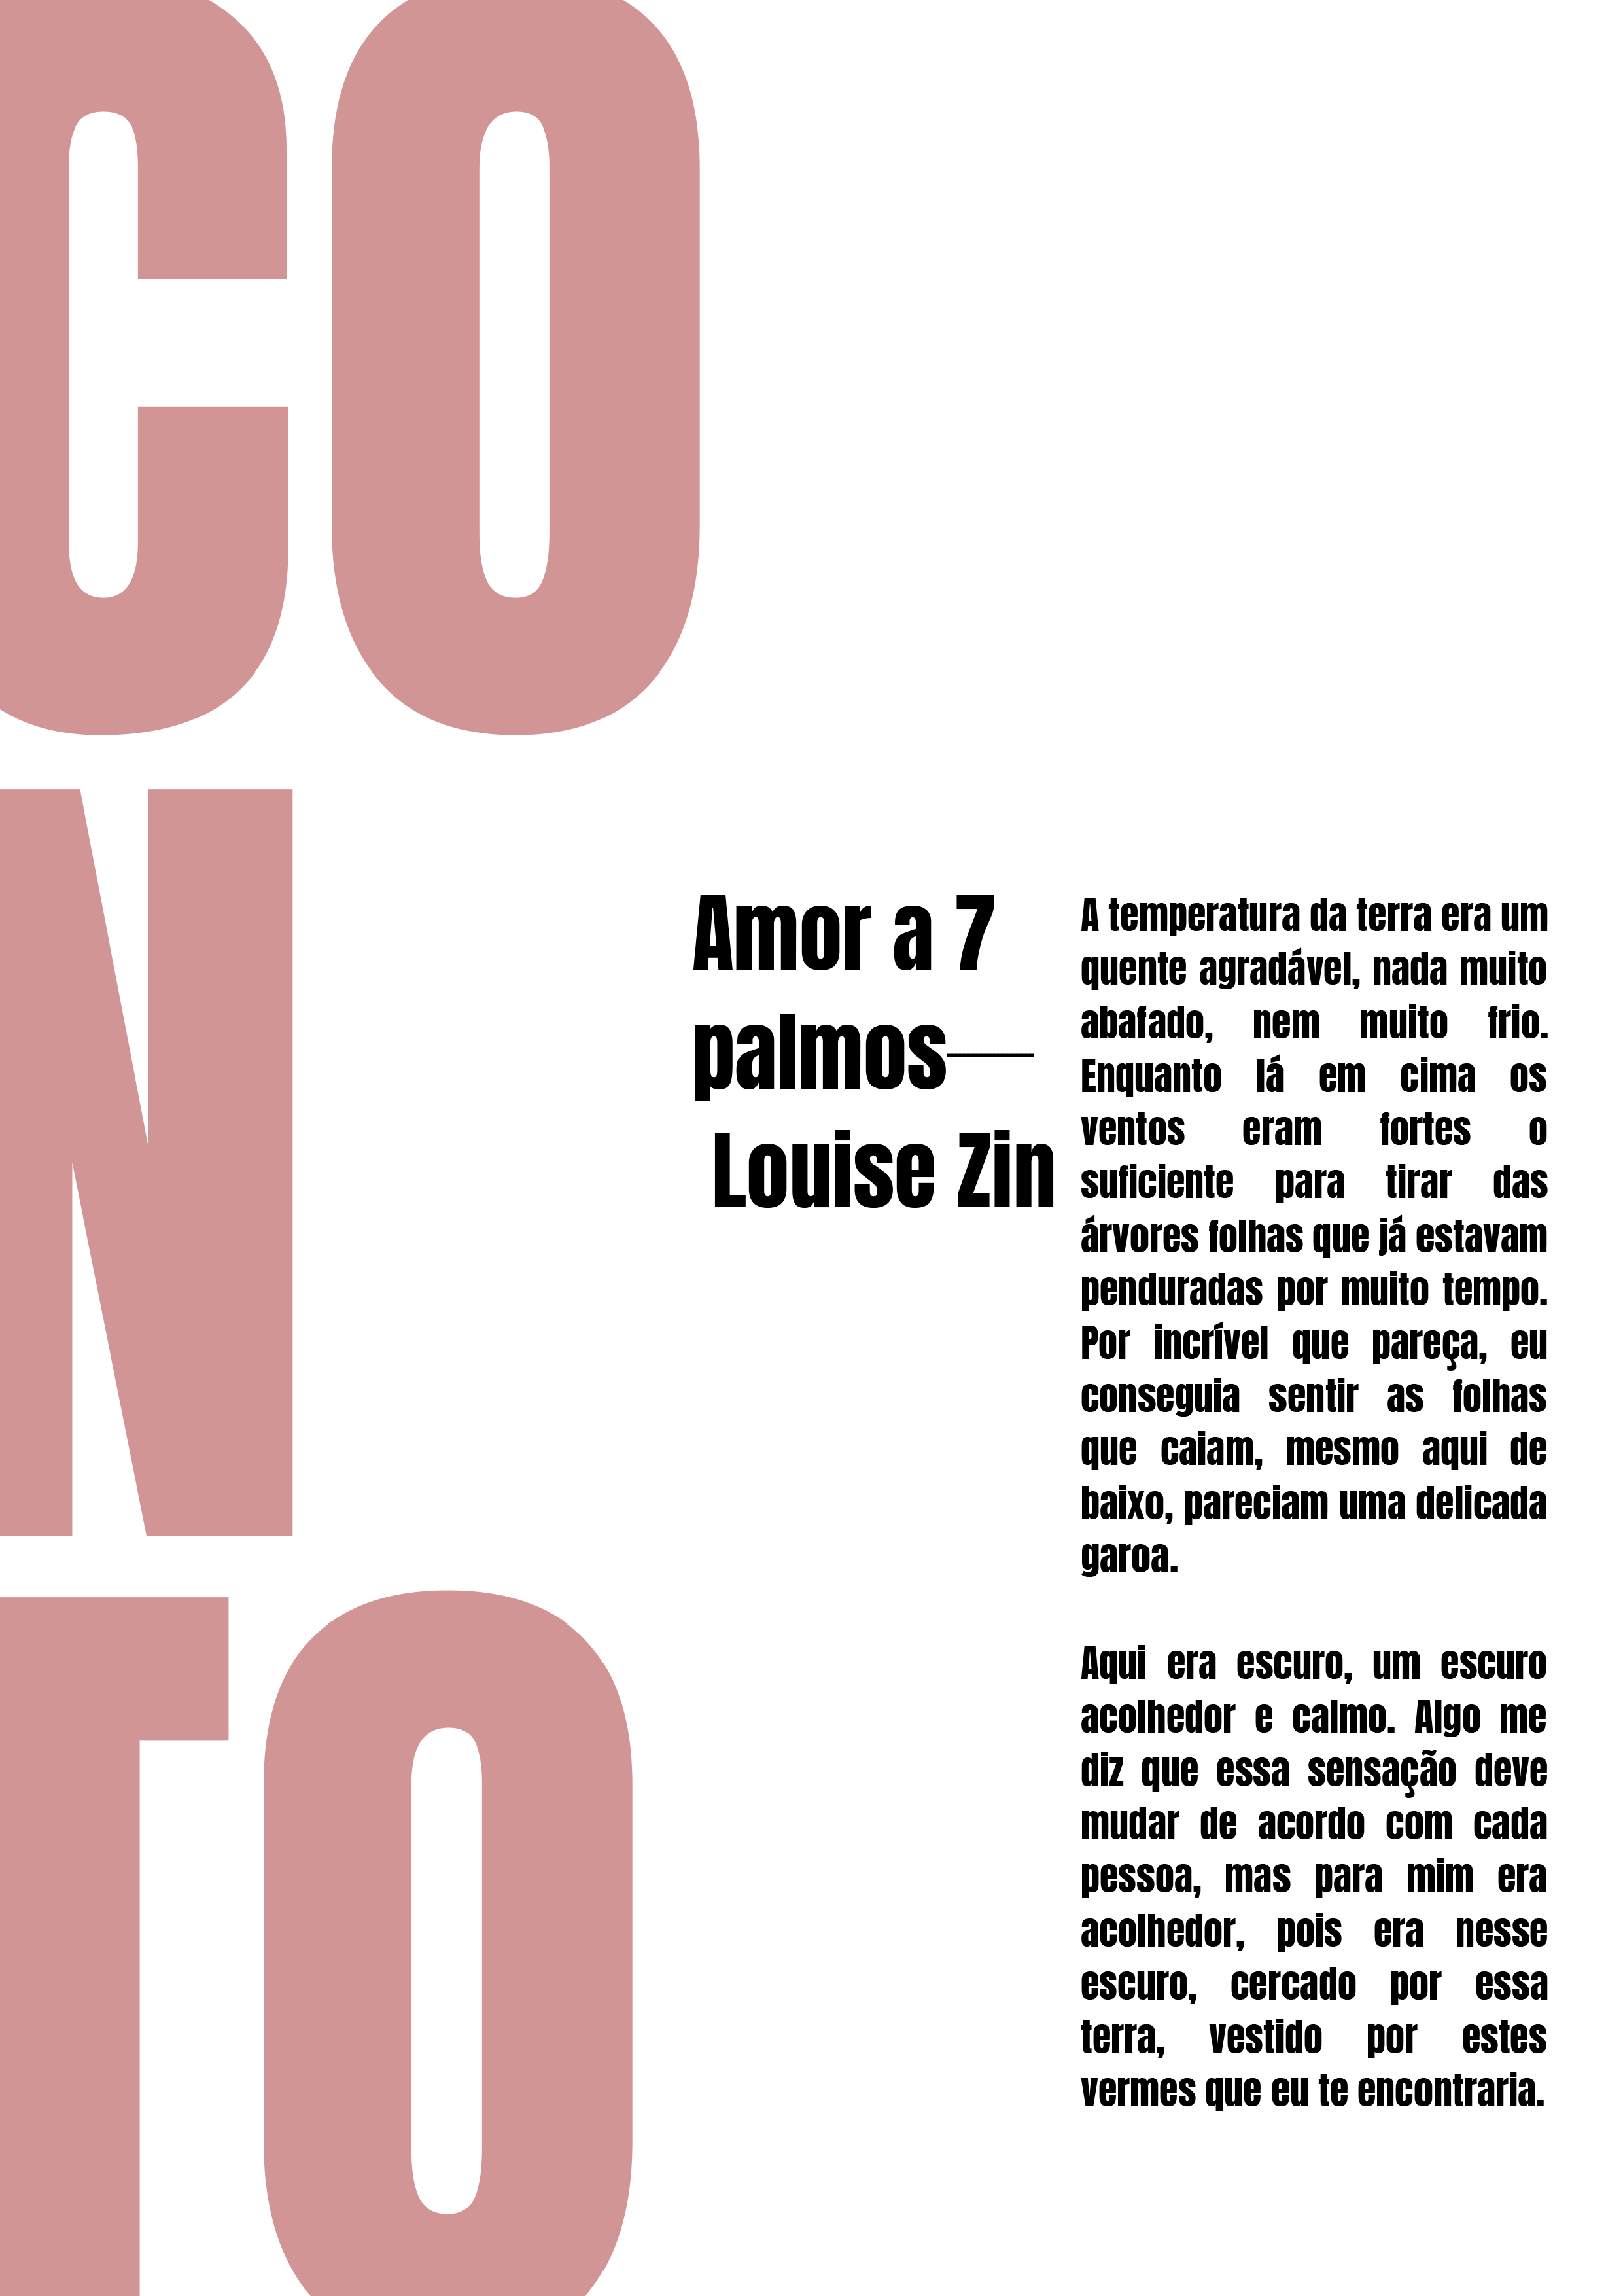 CO
N
TO
Amor a 7
palmos——
Louise Zin
A temperatura da terra era um
quente agradável, nada muito
abafado, nem muito frio.
Enquanto lá em cima os
ventos eram fortes o
suficiente para tirar das
árvores folhas que já estavam
penduradas por muito tempo.
Por incrível que pareça, eu
conseguia sentir as folhas
que caiam, mesmo aqui de
baixo, pareciam uma delicada
garoa.
Aqui era escuro, um escuro
acolhedor e calmo. Algo me
diz que essa sensação deve
mudar de acordo com cada
pessoa, mas para mim era
acolhedor, pois era nesse
escuro, cercado por essa
terra, vestido por estes
vermes que eu te encontraria.